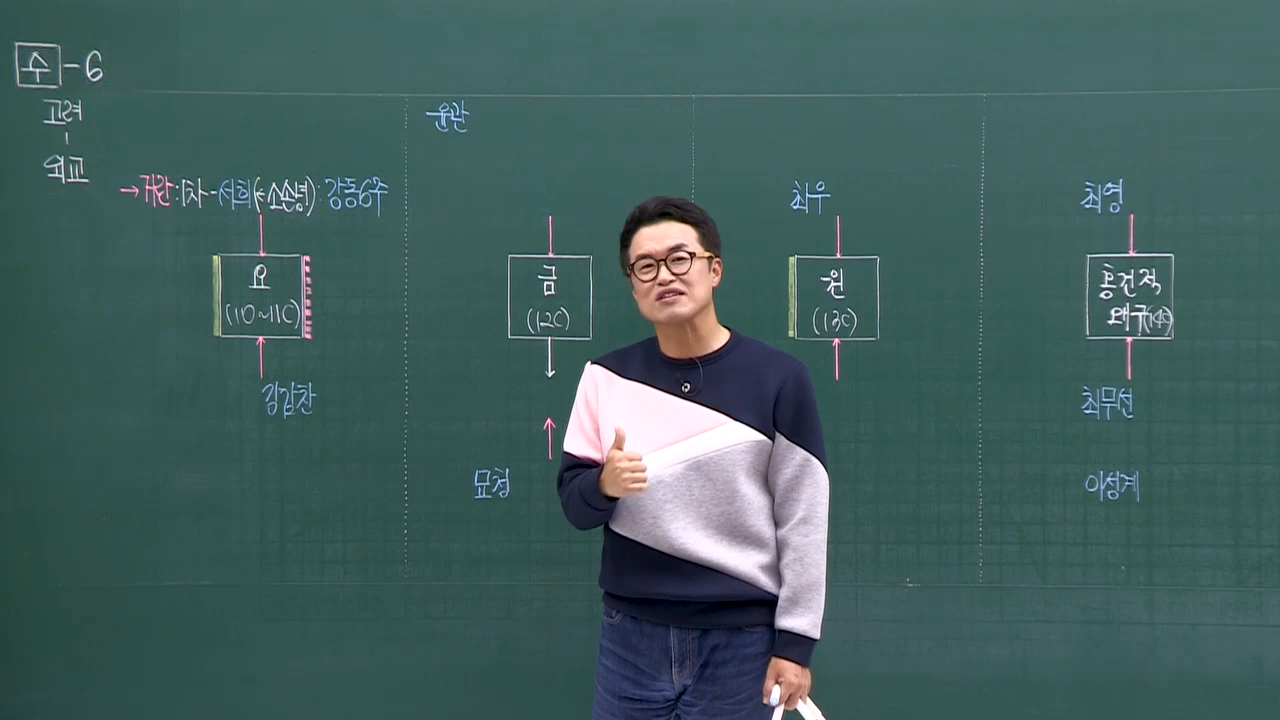 수-6
고려
외교
윤관
→거란:1차-서희(↔소손녕):강동6주
최우
최영
요
(10~11C)
금
(12C)
원
(13C)
홍건적
왜구(14C)
강감찬
최무선
묘청
이성계